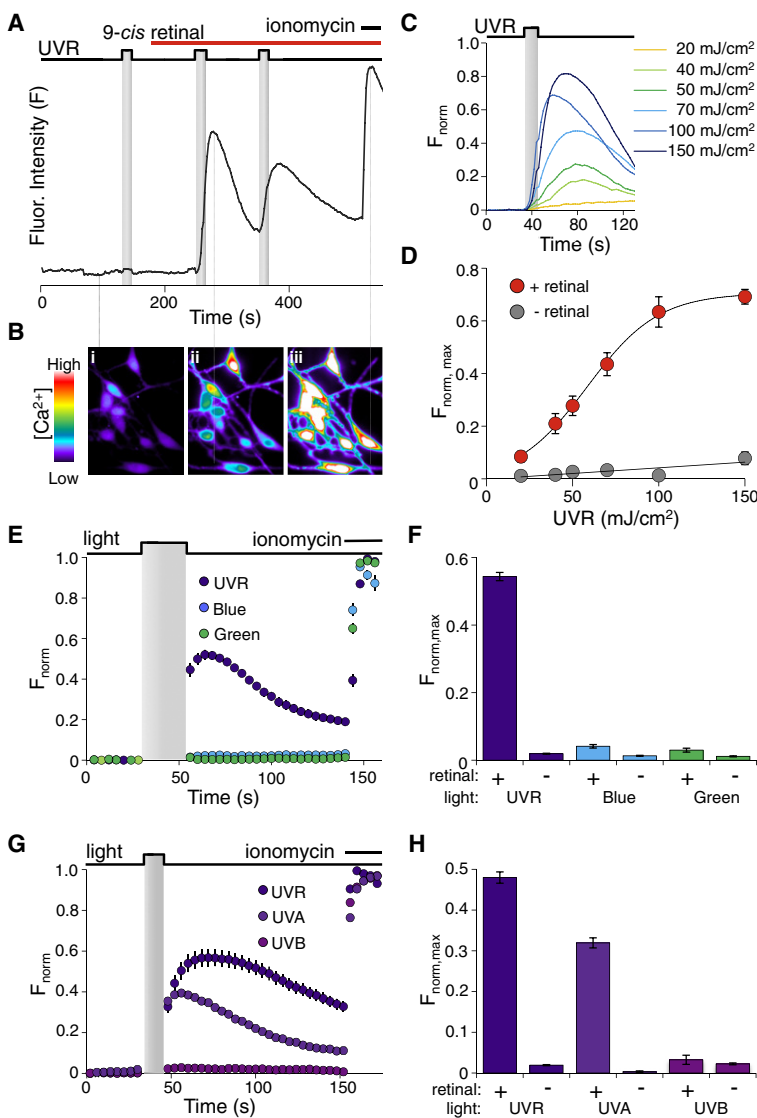 A
ionomycin
9-cis retinal
UVR
Fluor. Intensity (F)
0 200 400
Time (s)
B
High
[Ca2+]
Low
i
ii
iii
C
UVR
20 mJ/cm2
40 mJ/cm2
50 mJ/cm2
70 mJ/cm2
100 mJ/cm2
150 mJ/cm2
Fnorm
1.0
0.8
0.6
0.4
0.2
0
0 40 80 120
Time (s)
D
+ retinal
- retinal
Fnorm,max
0.8
0.6
0.4
0.2
0
0 50 100 150
UVR (mJ/cm2)
E
light
ionomycin
UVR
Blue
Green
Fnorm
1.0
0.8
0.6
0.4
0.2
0
0 50 100 150
Time (s)
F
Fnorm,max
0.6
0.4
0.2
0
retinal: + - + - + -
light: UVR Blue Green
G
light
ionomycin
UVR
UVA
UVB
Fnorm
1.0
0.8
0.6
0.4
0.2
0
0 50 100 150
Time (s)
H
Fnorm,max
0.5
0.4
0.3
0.2
0.1
0
retinal: + - + - + -
light: UVR UVA UVB